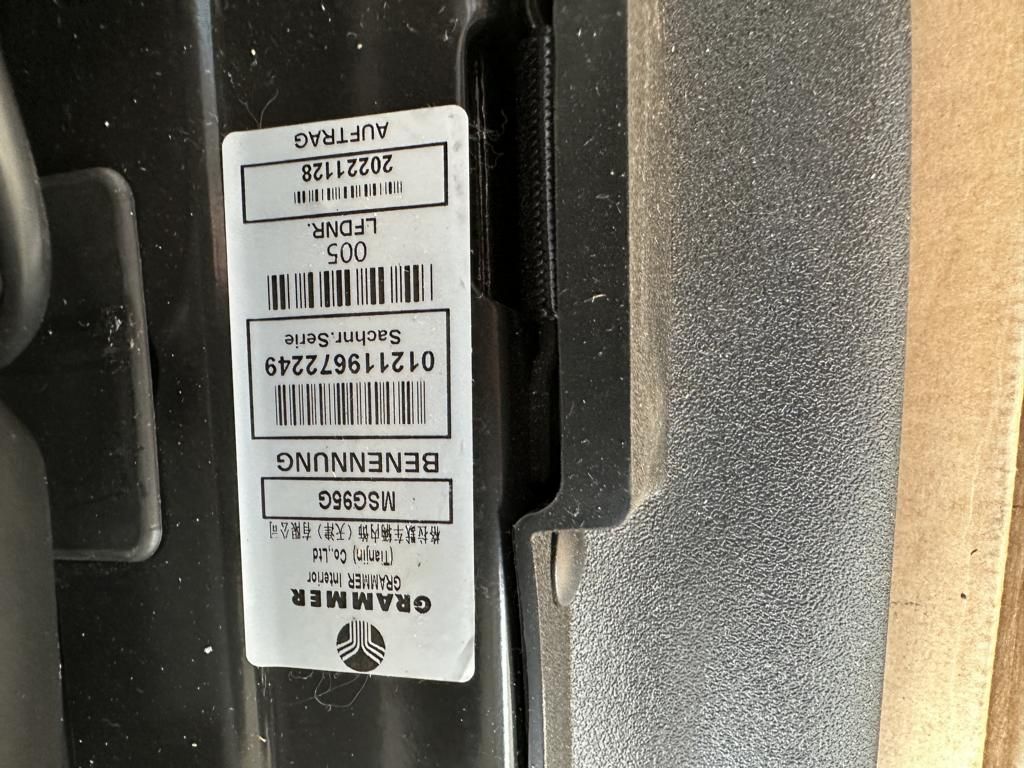 GRAMMER
GRAMMER Interior
(Tianjin) Co.,Ltd
格拉默车辆内饰（天津）有限公司
MSG95G
BENENNUNG
012119672249
Sachnr.Serie
005
LFDNR.
20221128
AUFTRAG